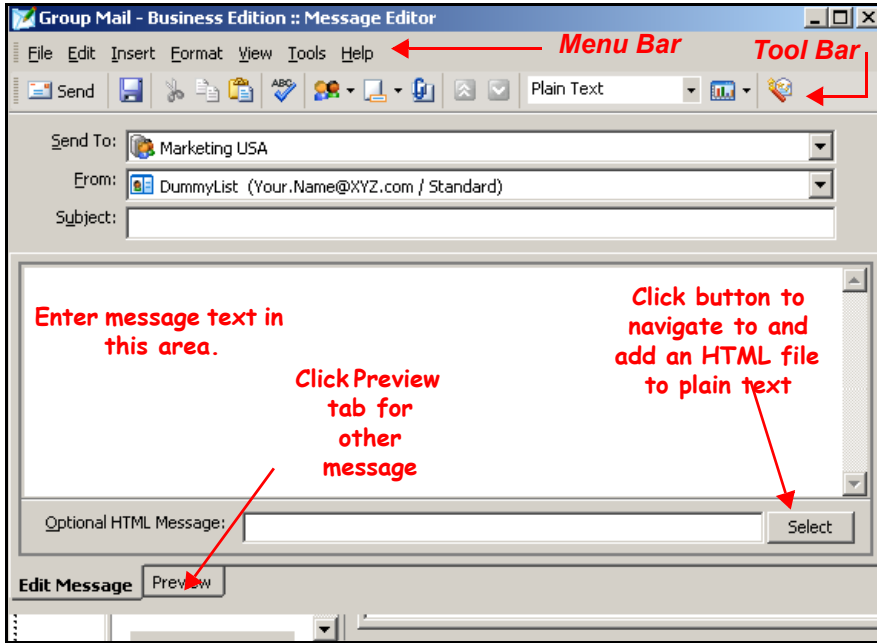 Group Mail - Business Edition :: Message Editor
File Edit Insert Format View Tools Help
Menu Bar
Tool Bar
Send
ABC
Plain Text
Send To: Marketing USA
From: DummyList (Your.Name@XYZ.com / Standard)
Subject:
Enter message text in
this area.
Click Preview
tab for
other
message
Click button to
navigate to and
add an HTML file
to plain text
Optional HTML Message:
Select
Edit Message
Preview